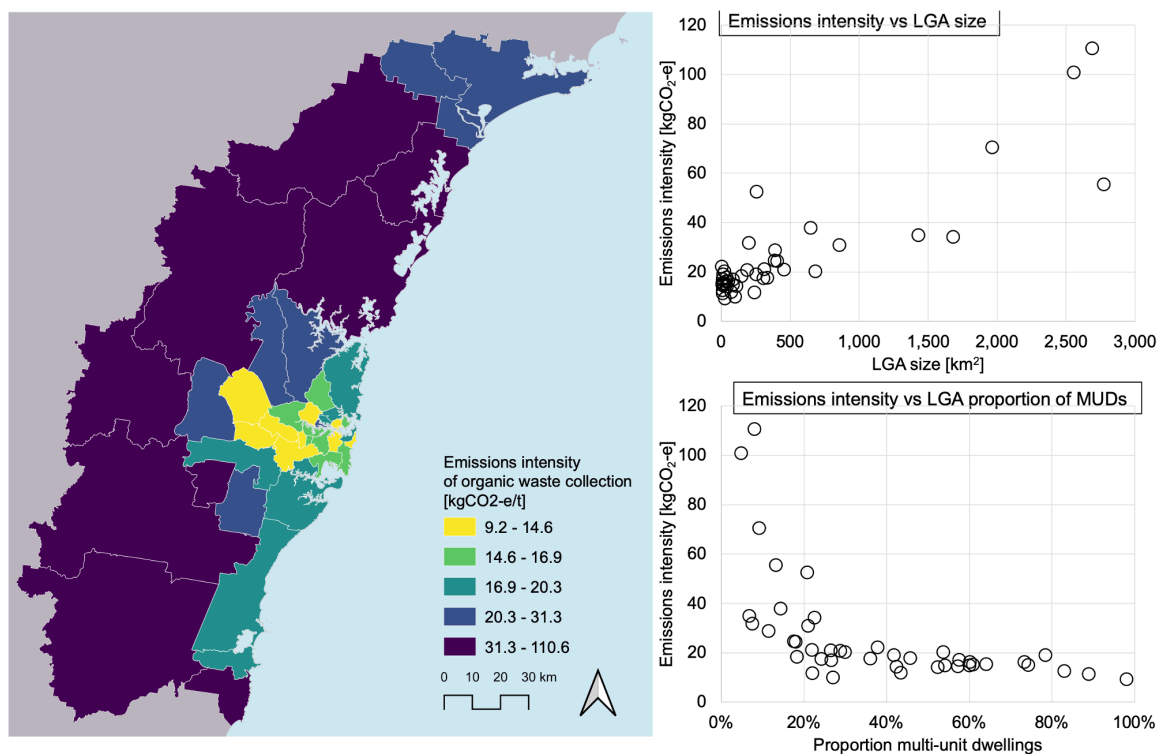 Emissions intensity
of organic waste collection
[kgCO2-e/t]
9.2 - 14.6
14.6 - 16.9
16.9 - 20.3
20.3 - 31.3
31.3 - 110.6
0 10 20 30 km
Emissions intensity vs LGA size
Emissions intensity [kgCO₂-e]
120
100
80
60
40
20
0
0 500 1,000 1,500 2,000 2,500 3,000
LGA size [km²]
Emissions intensity vs LGA proportion of MUDs
Emissions intensity [kgCO₂-e]
120
100
80
60
40
20
0
0% 20% 40% 60% 80% 100%
Proportion multi-unit dwellings